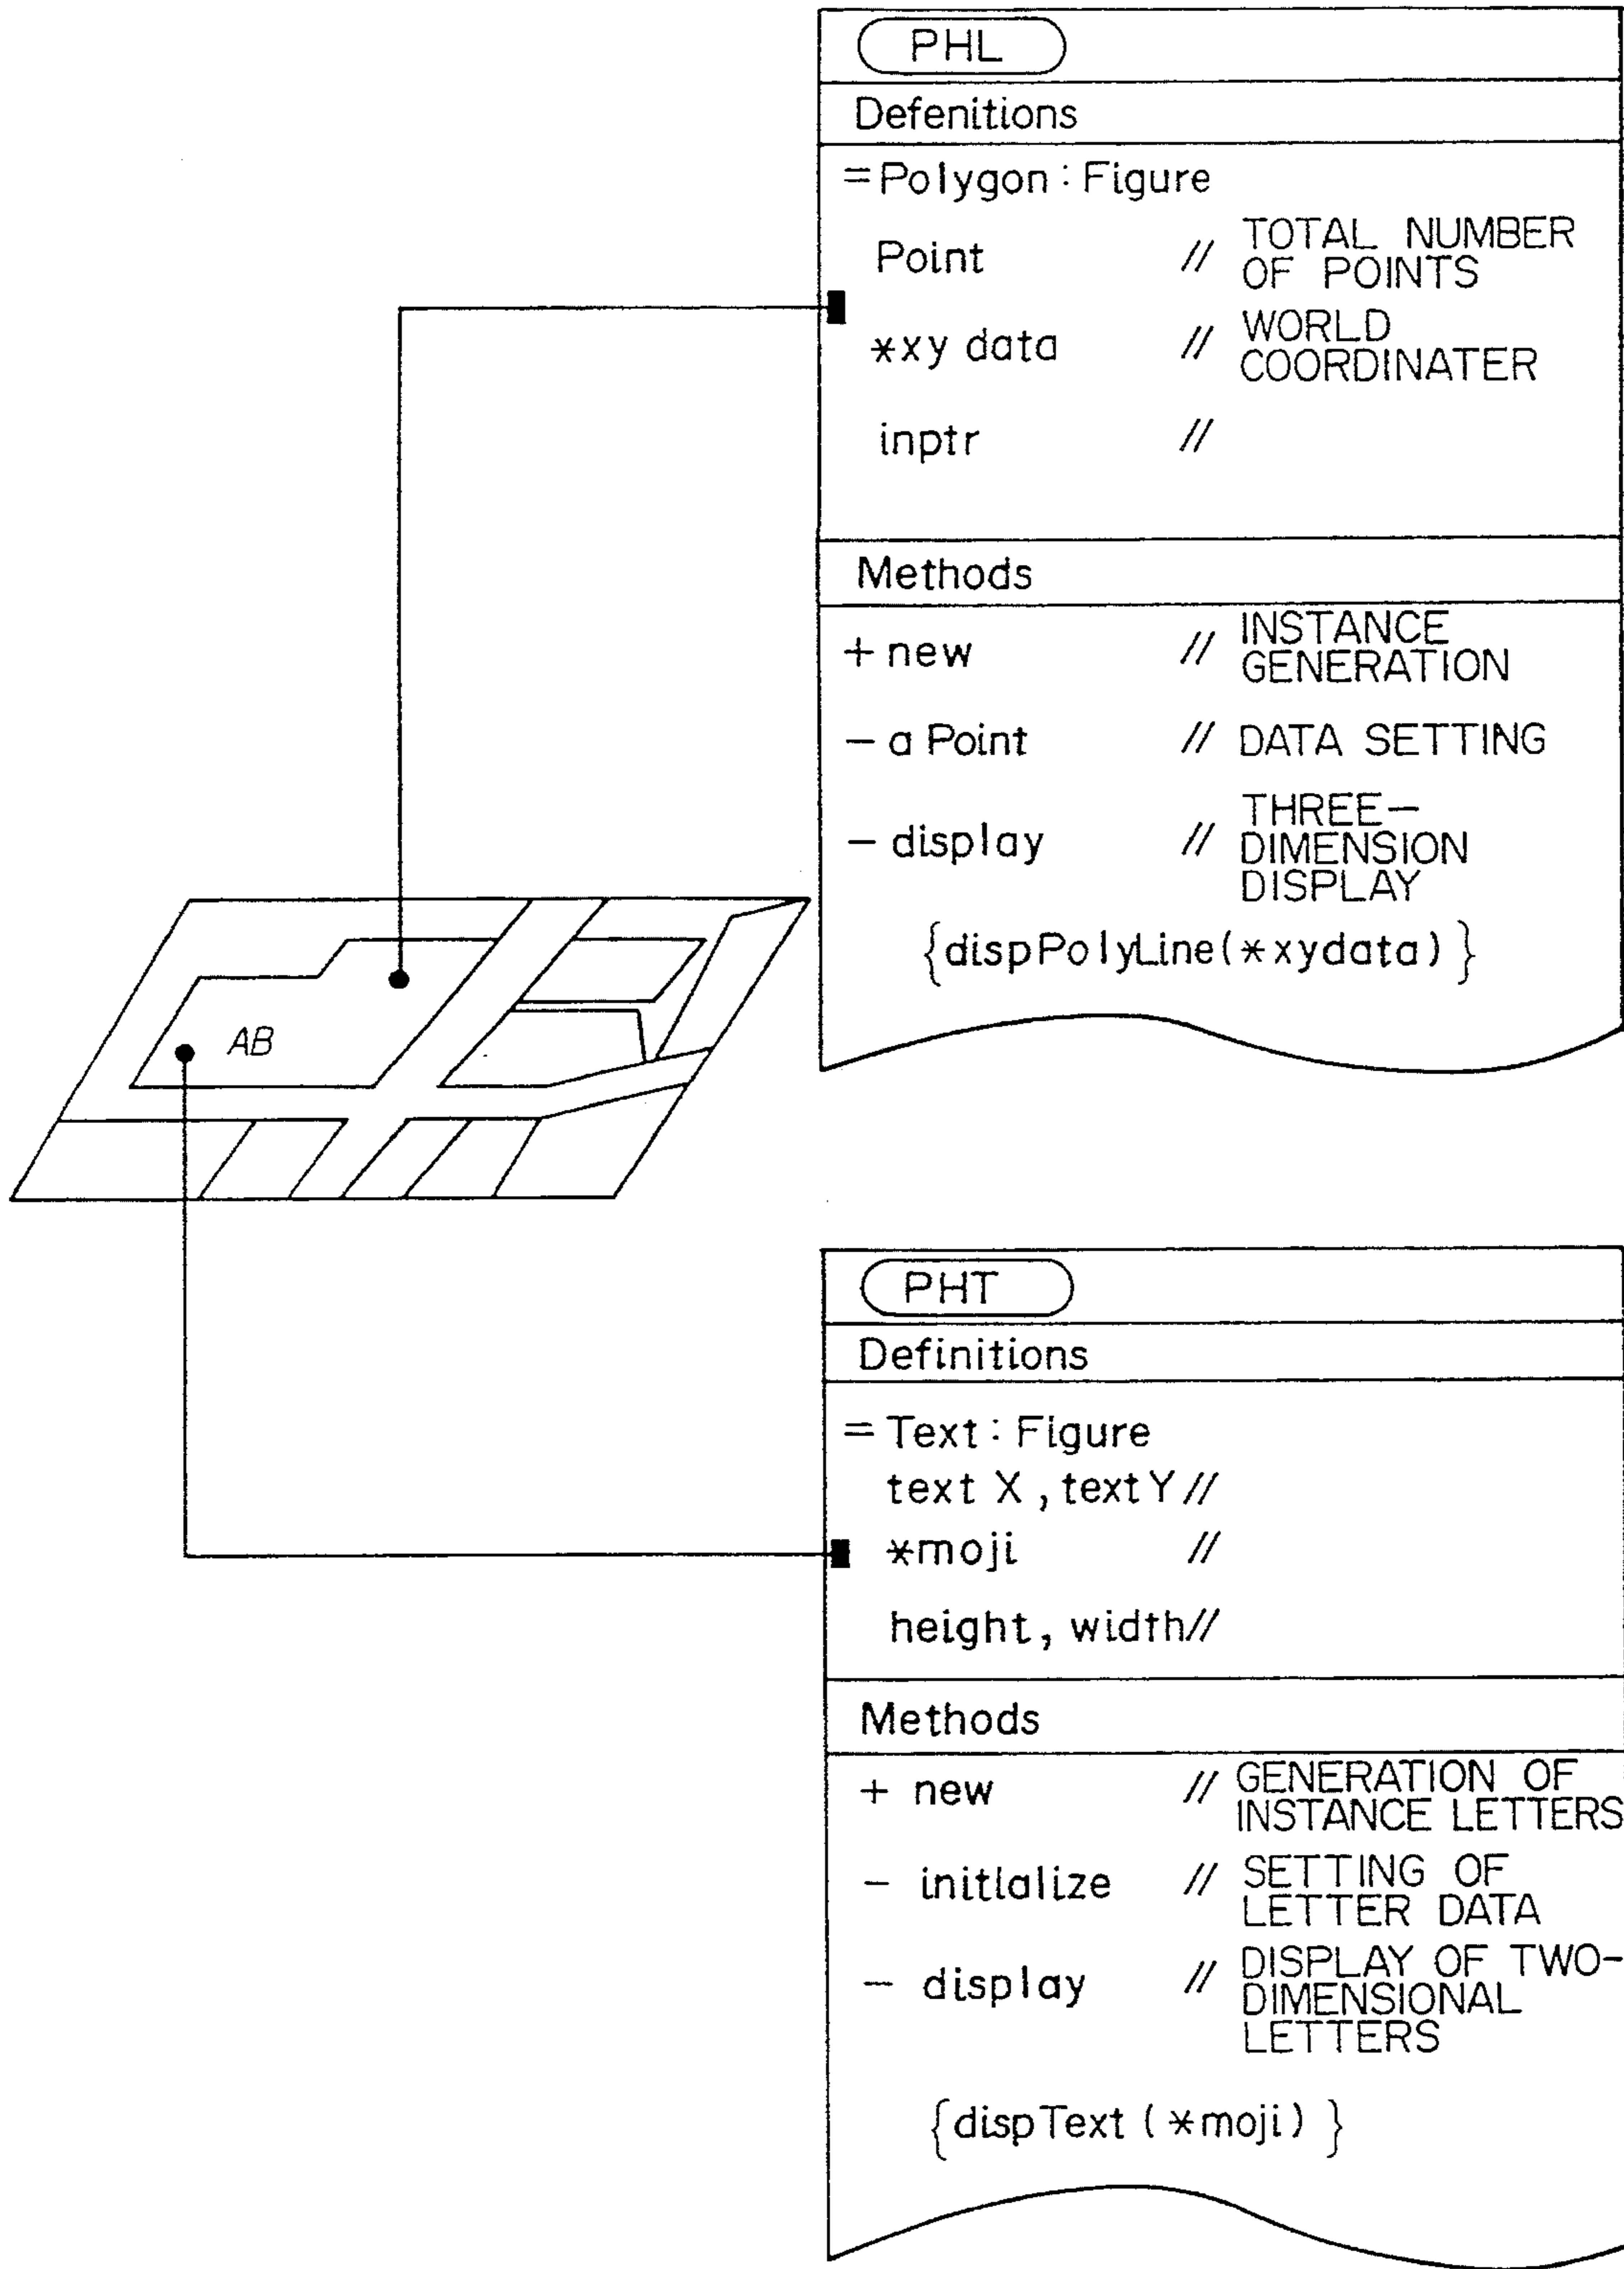 PHL
Defenitions
=Polygon : Figure
Point // TOTAL NUMBER
OF POINTS
*xy data // WORLD
COORDINATER
inptr //
Methods
+ new // INSTANCE
GENERATION
- a Point // DATA SETTING
- display // THREE-
DIMENSION
DISPLAY
{dispPolyLine(*xydata)}
AB
PHT
Definitions
= Text : Figure
text X, text Y //
*moji //
height, width //
Methods
+ new // GENERATION OF
INSTANCE LETTERS
- initialize // SETTING OF
LETTER DATA
- display // DISPLAY OF TWO-
DIMENSIONAL
LETTERS
{dispText (*moji)}